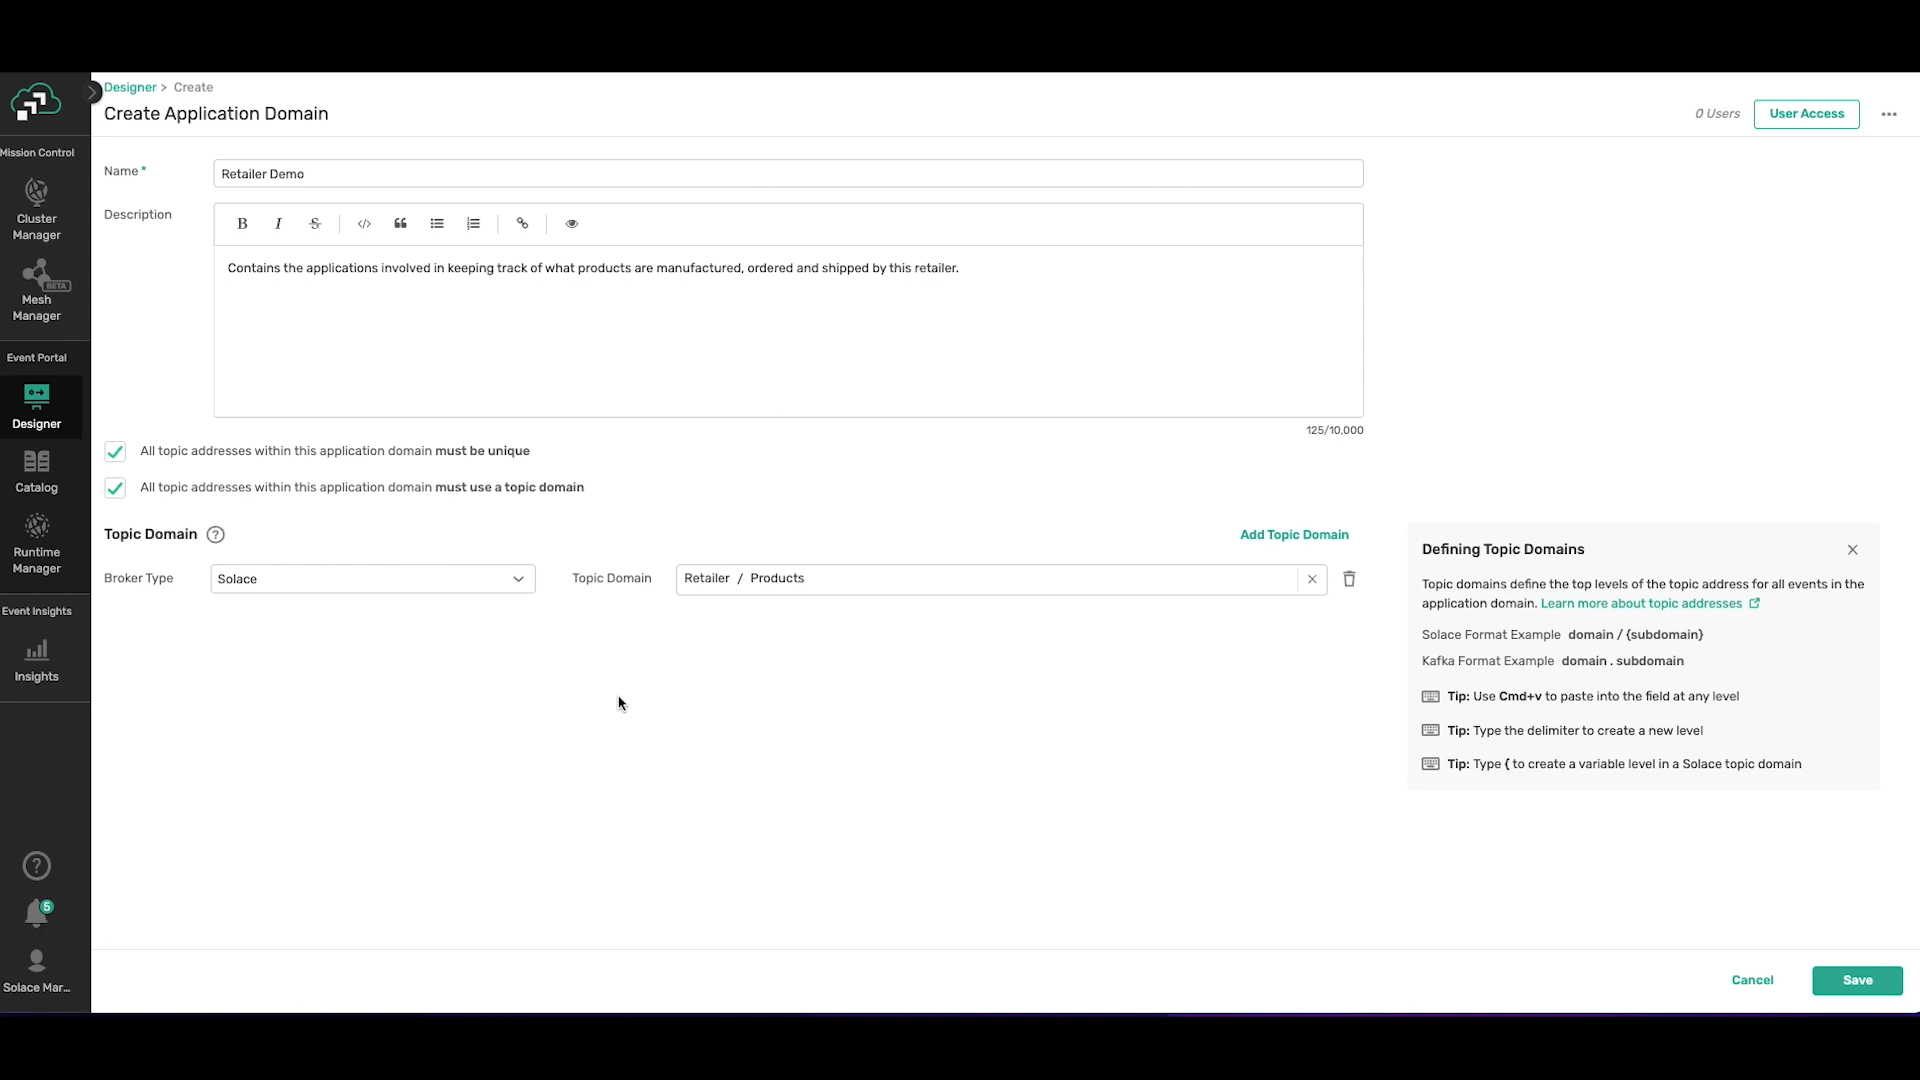 Designer > Create
Create Application Domain
0 Users
User Access
Mission Control
Cluster
Manager
BETA
Mesh
Manager
Event Portal
Designer
Catalog
Runtime
Manager
Event Insights
Insights
5
Solace Mar...
Name *
Retailer Demo
Description
B I S
Contains the applications involved in keeping track of what products are manufactured, ordered and shipped by this retailer.
125/10,000
All topic addresses within this application domain must be unique
All topic addresses within this application domain must use a topic domain
Topic Domain ?
Add Topic Domain
Broker Type
Solace
Topic Domain
Retailer / Products
Defining Topic Domains
Topic domains define the top levels of the topic address for all events in the
application domain. Learn more about topic addresses
Solace Format Example domain / {subdomain}
Kafka Format Example domain . subdomain
Tip: Use Cmd+v to paste into the field at any level
Tip: Type the delimiter to create a new level
Tip: Type { to create a variable level in a Solace topic domain
Cancel
Save